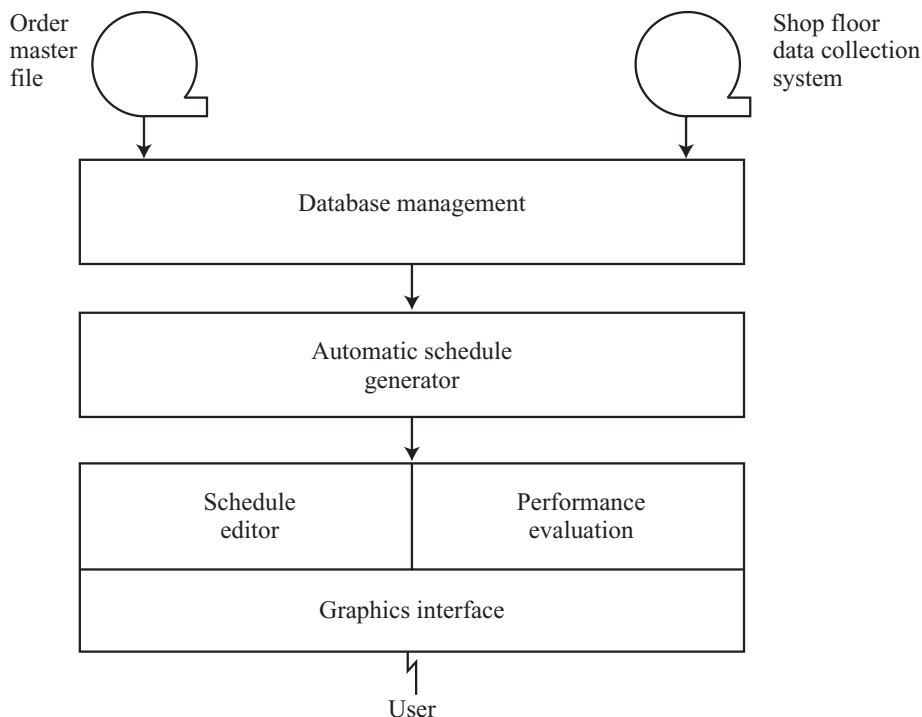 Order
master
file
Shop floor
data collection
system
Database management
Automatic schedule
generator
Schedule
editor
Performance
evaluation
Graphics interface
User